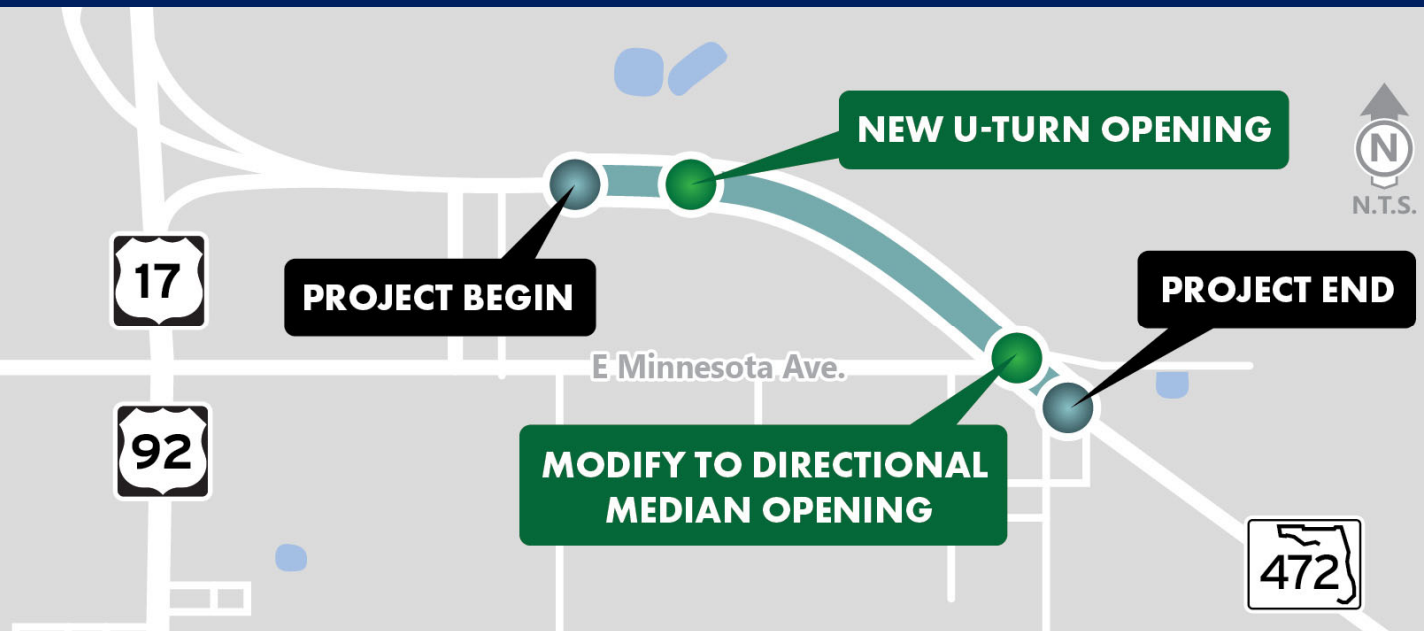 NEW U-TURN OPENING
N
N.T.S.
17
PROJECT BEGIN
PROJECT END
E Minnesota Ave.
92
MODIFY TO DIRECTIONAL
MEDIAN OPENING
472